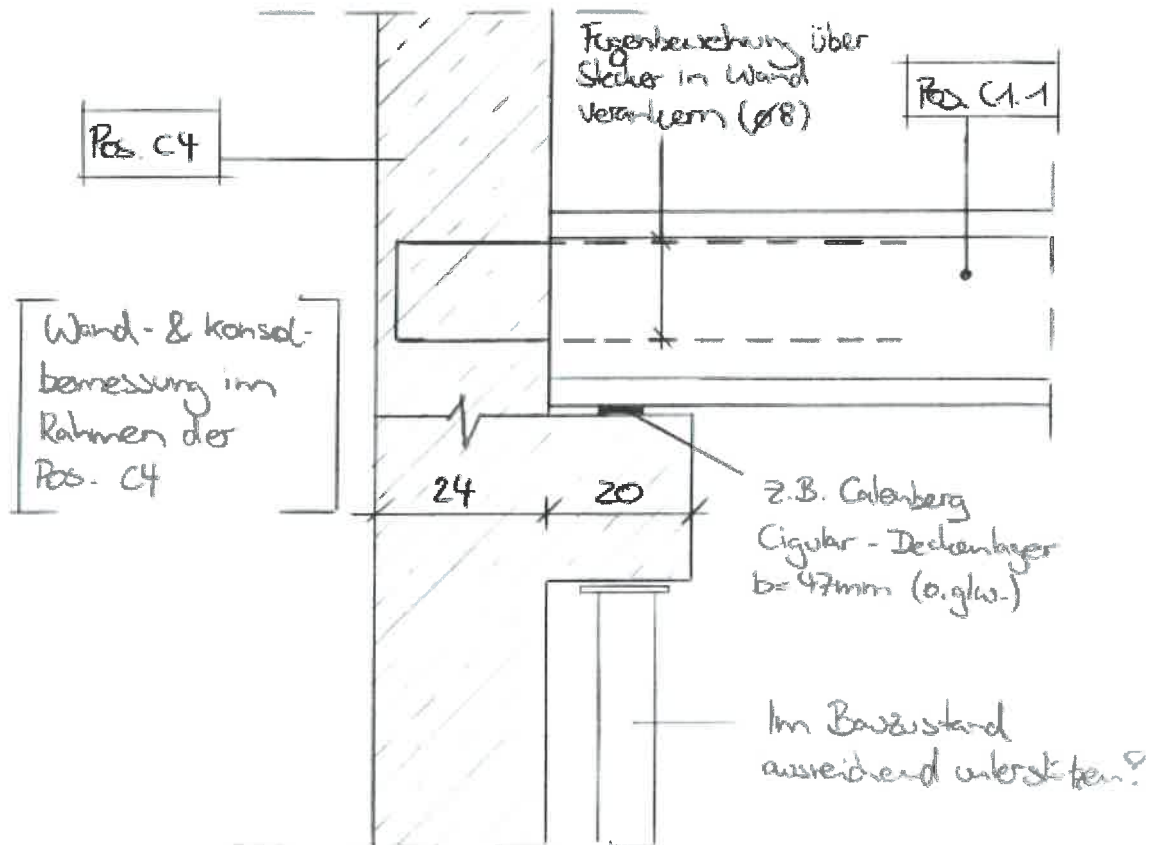 Fugenbewehrung über
Stecker in Wand
verankern (ø8)
Pos. C1.1
Pos. C4
Wand- & Konsol-
bemessung im
Rahmen der
Pos. C4
24
20
z.B. Calenberg
Cigular - Deckenlager
b= 47mm (o.glw.)
Im Bauzustand
ausreichend unterstützen!